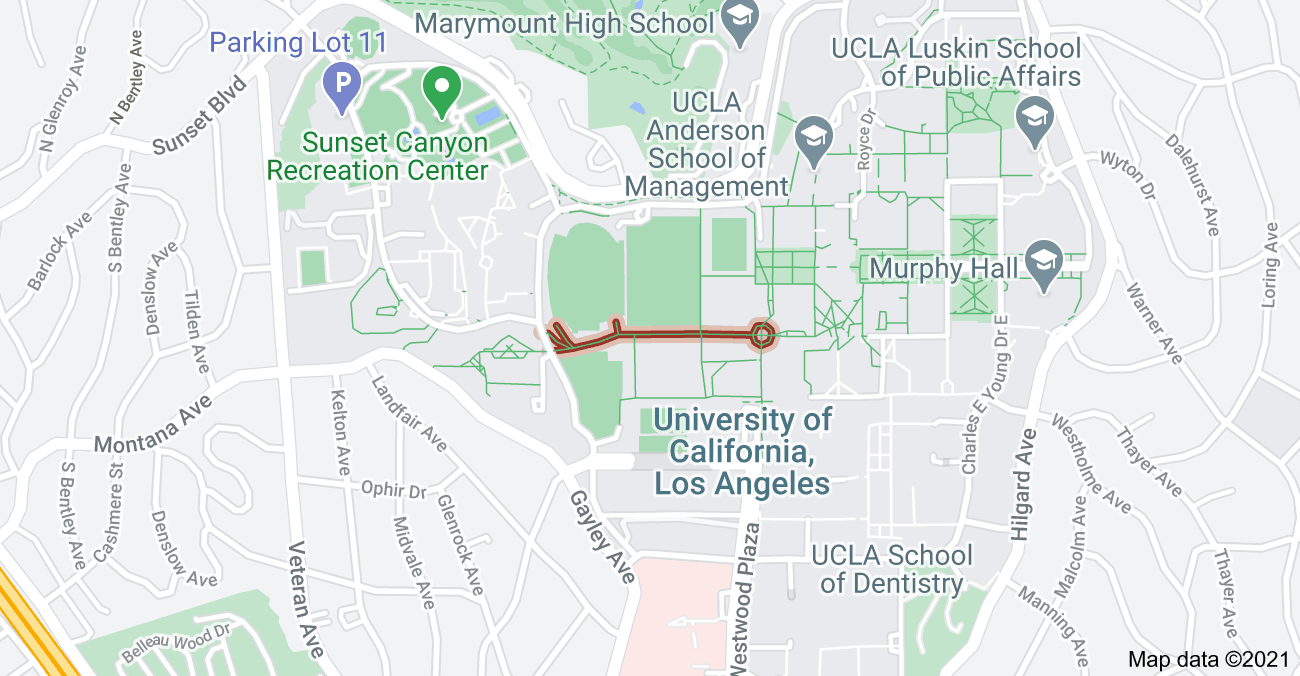 Marymount High School
Parking Lot 11
P
UCLA Luskin School
of Public Affairs
N Glenroy Ave
N Bentley Ave
Sunset Blvd
UCLA
Anderson
School of
Management
Royce Dr
Sunset Canyon
Recreation Center
Wyton Dr
Dalehurst Ave
S Bentley Ave
Barlock Ave
Denslow Ave
Tilden Ave
Murphy Hall
Loring Ave
Warner Ave
Charles E Young Dr E
Montana Ave
Kelton Ave
Landfair Ave
University of
California,
Los Angeles
Hilgard Ave
Westholme Ave
Thayer Ave
S Bentley Ave
Cashmere St
Ophir Dr
Glenrock Ave
Gayley Ave
Denslow Ave
Midvale Ave
Veteran Ave
Westwood Plaza
UCLA School
of Dentistry
Malcolm Ave
Manning Ave
Thayer Ave
Belleau Wood Dr
Map data ©2021